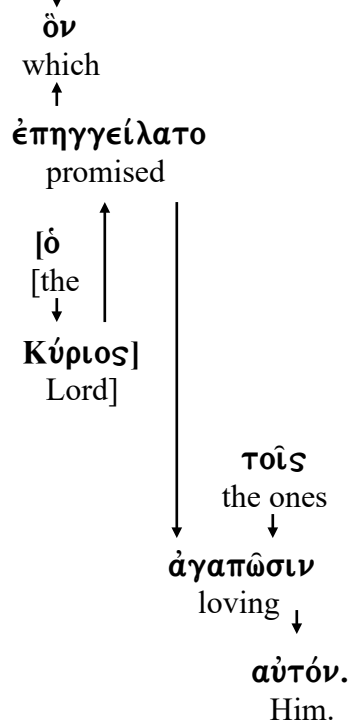 ὃν
which
ἐπηγγείλατο
promised
[ὁ
[the
Κύριος]
Lord]
τοῖς
the ones
ἀγαπῶσιν
loving
αὐτόν.
Him.